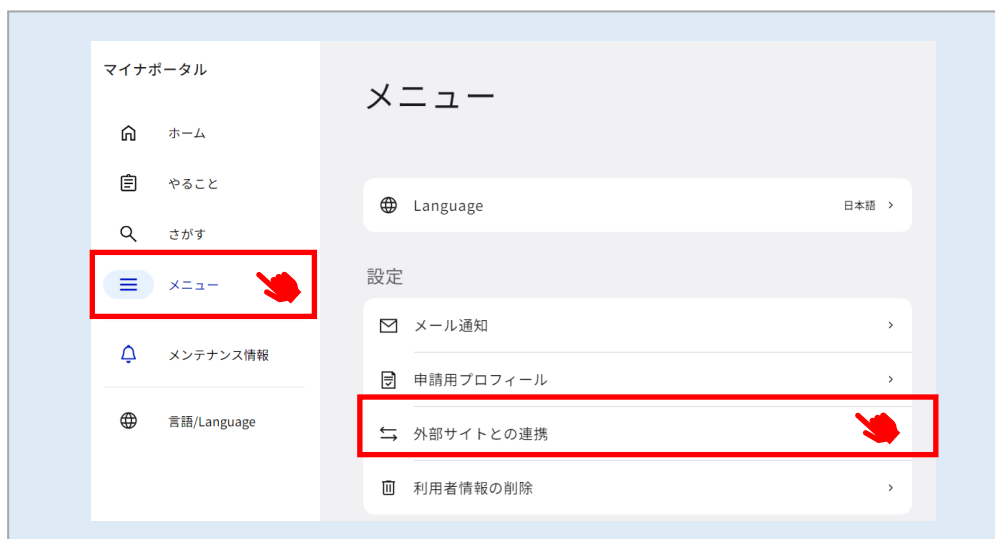 マイナポータル
ホーム
やること
さがす
メニュー
メンテナンス情報
言語/Language
メニュー
Language 日本語
設定
メール通知
申請用プロフィール
外部サイトとの連携
利用者情報の削除